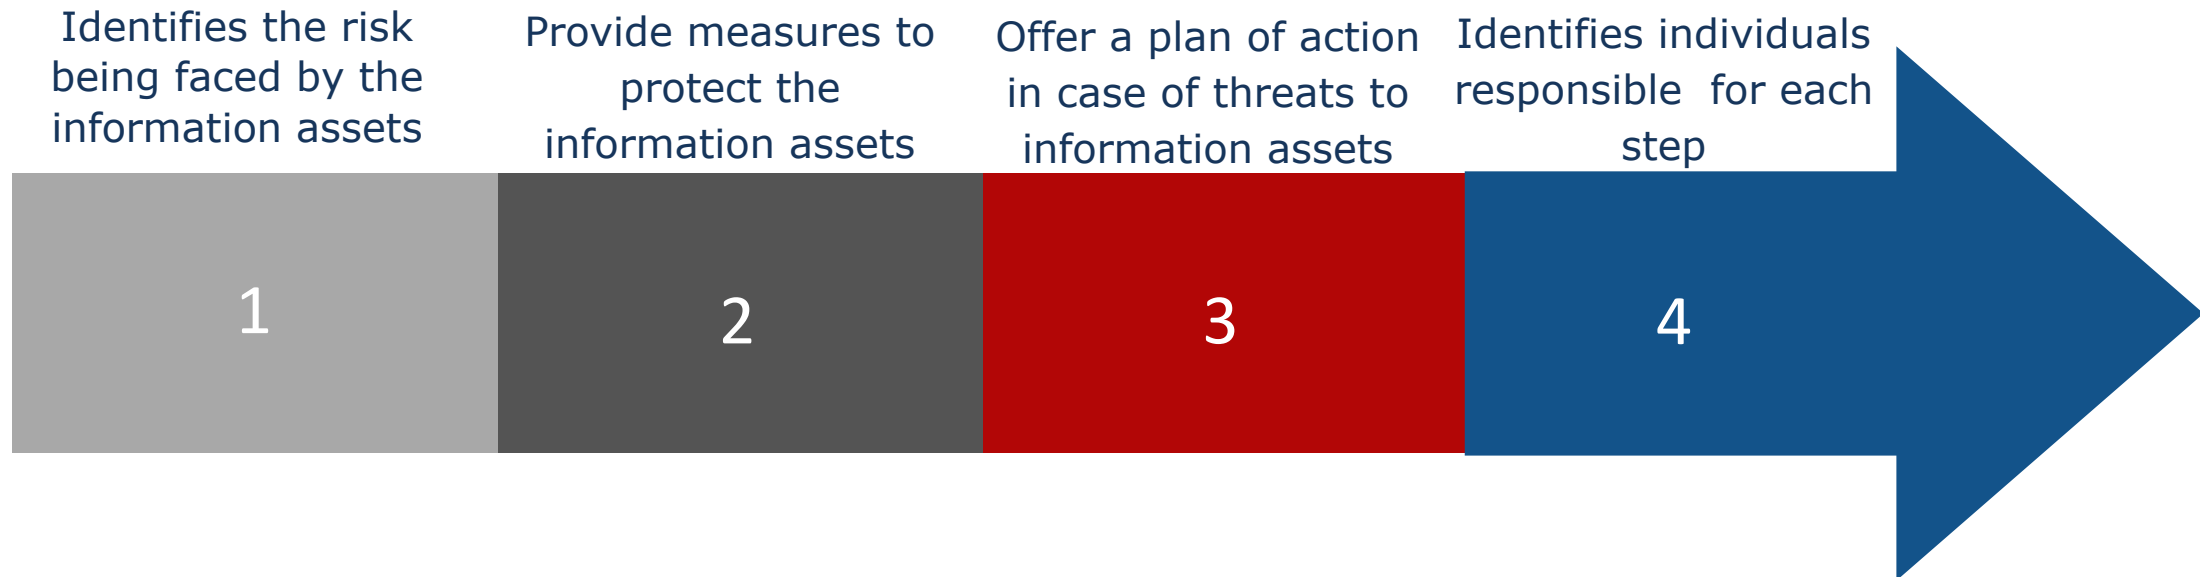 Identifies the risk
being faced by the
information assets
Provide measures to
protect the
information assets
Offer a plan of action
in case of threats to
information assets
Identifies individuals
responsible  for each
step
1
2
3
4